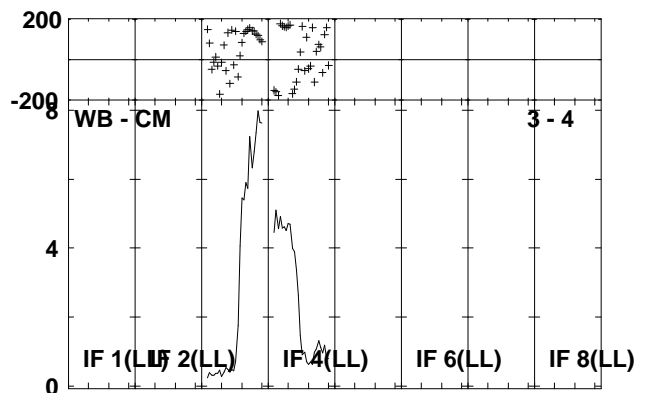 200
-200
8
WB - CM
3 - 4
4
IF 1(LL)
IF 2(LL)
IF 4(LL)
IF 6(LL)
IF 8(LL)
0